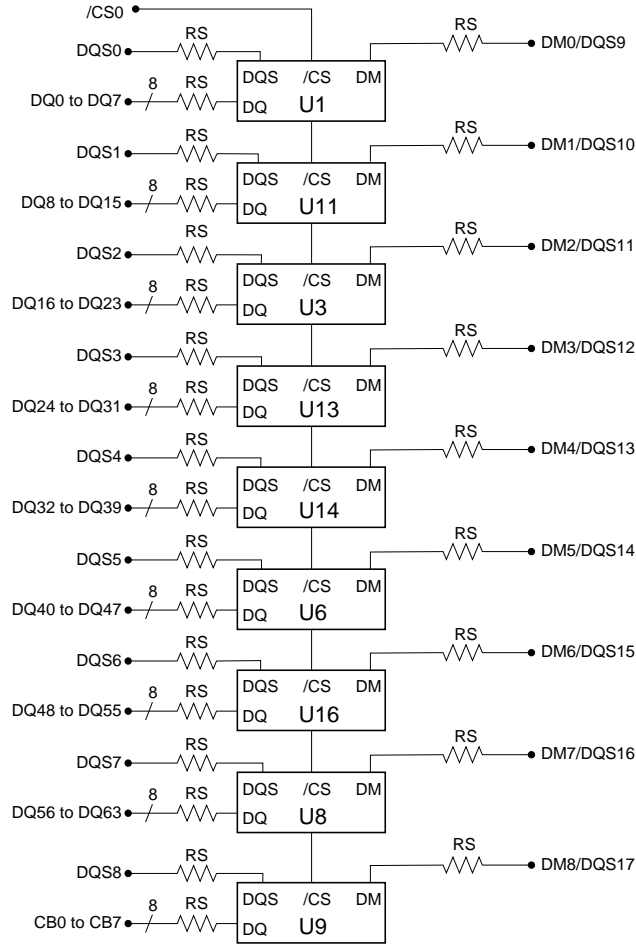 /CS0
DQS0 RS RS DM0/DQS9
DQS /CS DM
DQ0 to DQ7 8 RS DQ U1
DQS1 RS RS DM1/DQS10
DQS /CS DM
DQ8 to DQ15 8 RS DQ U11
DQS2 RS RS DM2/DQS11
DQS /CS DM
DQ16 to DQ23 8 RS DQ U3
DQS3 RS RS DM3/DQS12
DQS /CS DM
DQ24 to DQ31 8 RS DQ U13
DQS4 RS RS DM4/DQS13
DQS /CS DM
DQ32 to DQ39 8 RS DQ U14
DQS5 RS RS DM5/DQS14
DQS /CS DM
DQ40 to DQ47 8 RS DQ U6
DQS6 RS RS DM6/DQS15
DQS /CS DM
DQ48 to DQ55 8 RS DQ U16
DQS7 RS RS DM7/DQS16
DQS /CS DM
DQ56 to DQ63 8 RS DQ U8
DQS8 RS RS DM8/DQS17
DQS /CS DM
CB0 to CB7 8 RS DQ U9